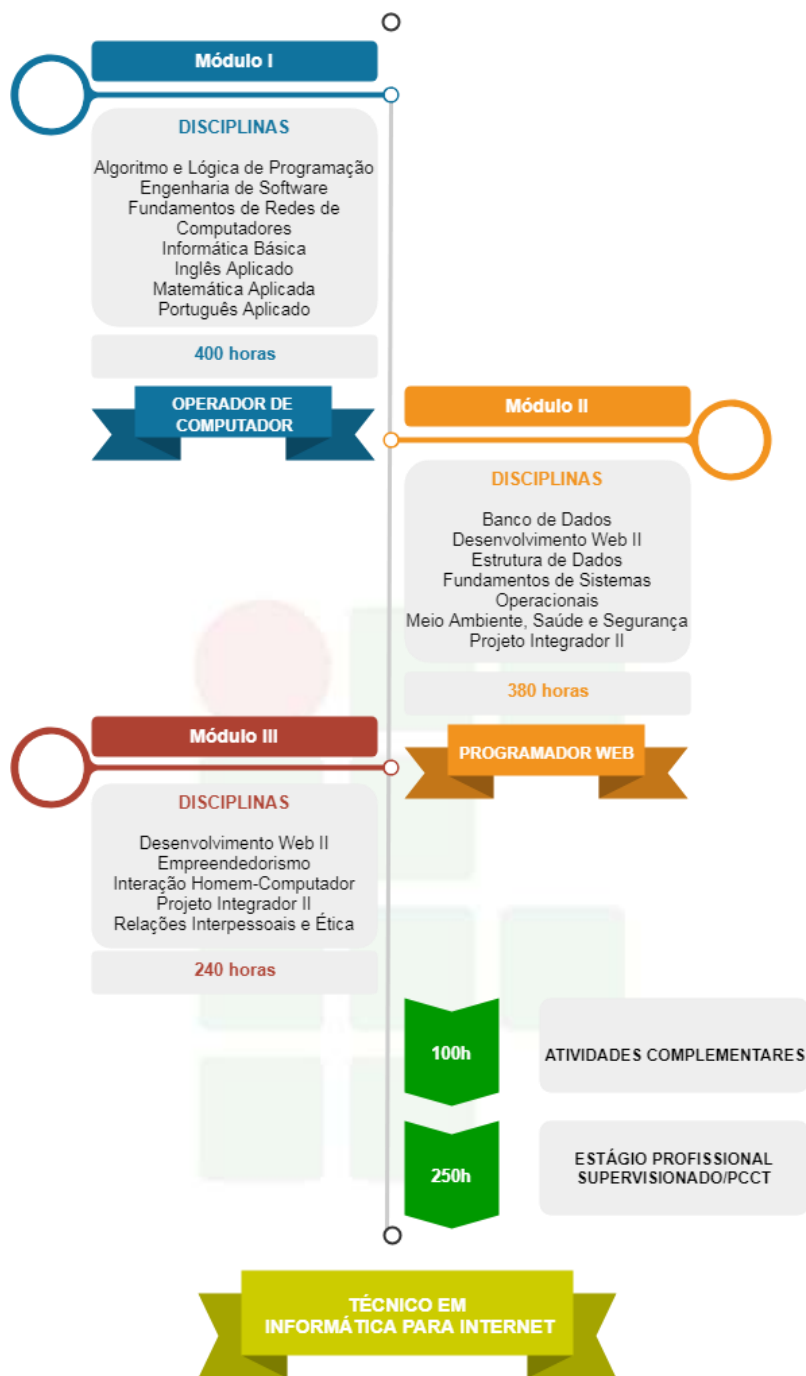 Módulo I
DISCIPLINAS
Algoritmo e Lógica de Programação
Engenharia de Software
Fundamentos de Redes de
Computadores
Informática Básica
Inglês Aplicado
Matemática Aplicada
Português Aplicado
400 horas
OPERADOR DE
COMPUTADOR
Módulo II
DISCIPLINAS
Banco de Dados
Desenvolvimento Web II
Estrutura de Dados
Fundamentos de Sistemas
Operacionais
Meio Ambiente, Saúde e Segurança
Projeto Integrador II
380 horas
PROGRAMADOR WEB
Módulo III
DISCIPLINAS
Desenvolvimento Web II
Empreendedorismo
Interação Homem-Computador
Projeto Integrador II
Relações Interpessoais e Ética
240 horas
100h
ATIVIDADES COMPLEMENTARES
250h
ESTÁGIO PROFISSIONAL
SUPERVISIONADO/PCCT
TÉCNICO EM
INFORMÁTICA PARA INTERNET